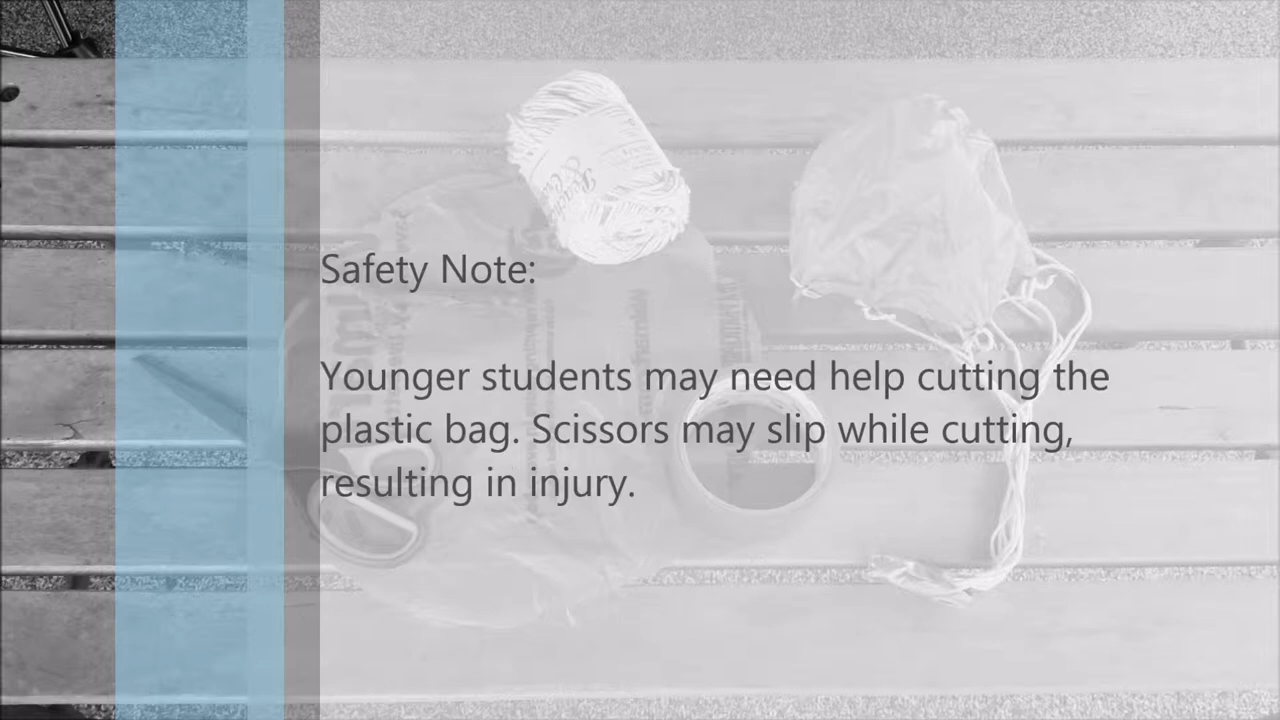 Safety Note:
Younger students may need help cutting the
plastic bag. Scissors may slip while cutting,
resulting in injury.